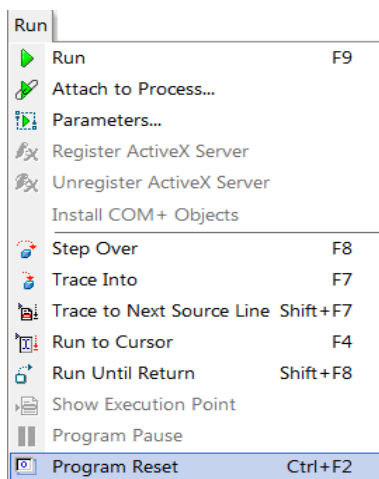 Run
Run F9
Attach to Process...
Parameters...
Register ActiveX Server
Unregister ActiveX Server
Install COM+ Objects
Step Over F8
Trace Into F7
Trace to Next Source Line Shift+F7
Run to Cursor F4
Run Until Return Shift+F8
Show Execution Point
Program Pause
Program Reset Ctrl+F2